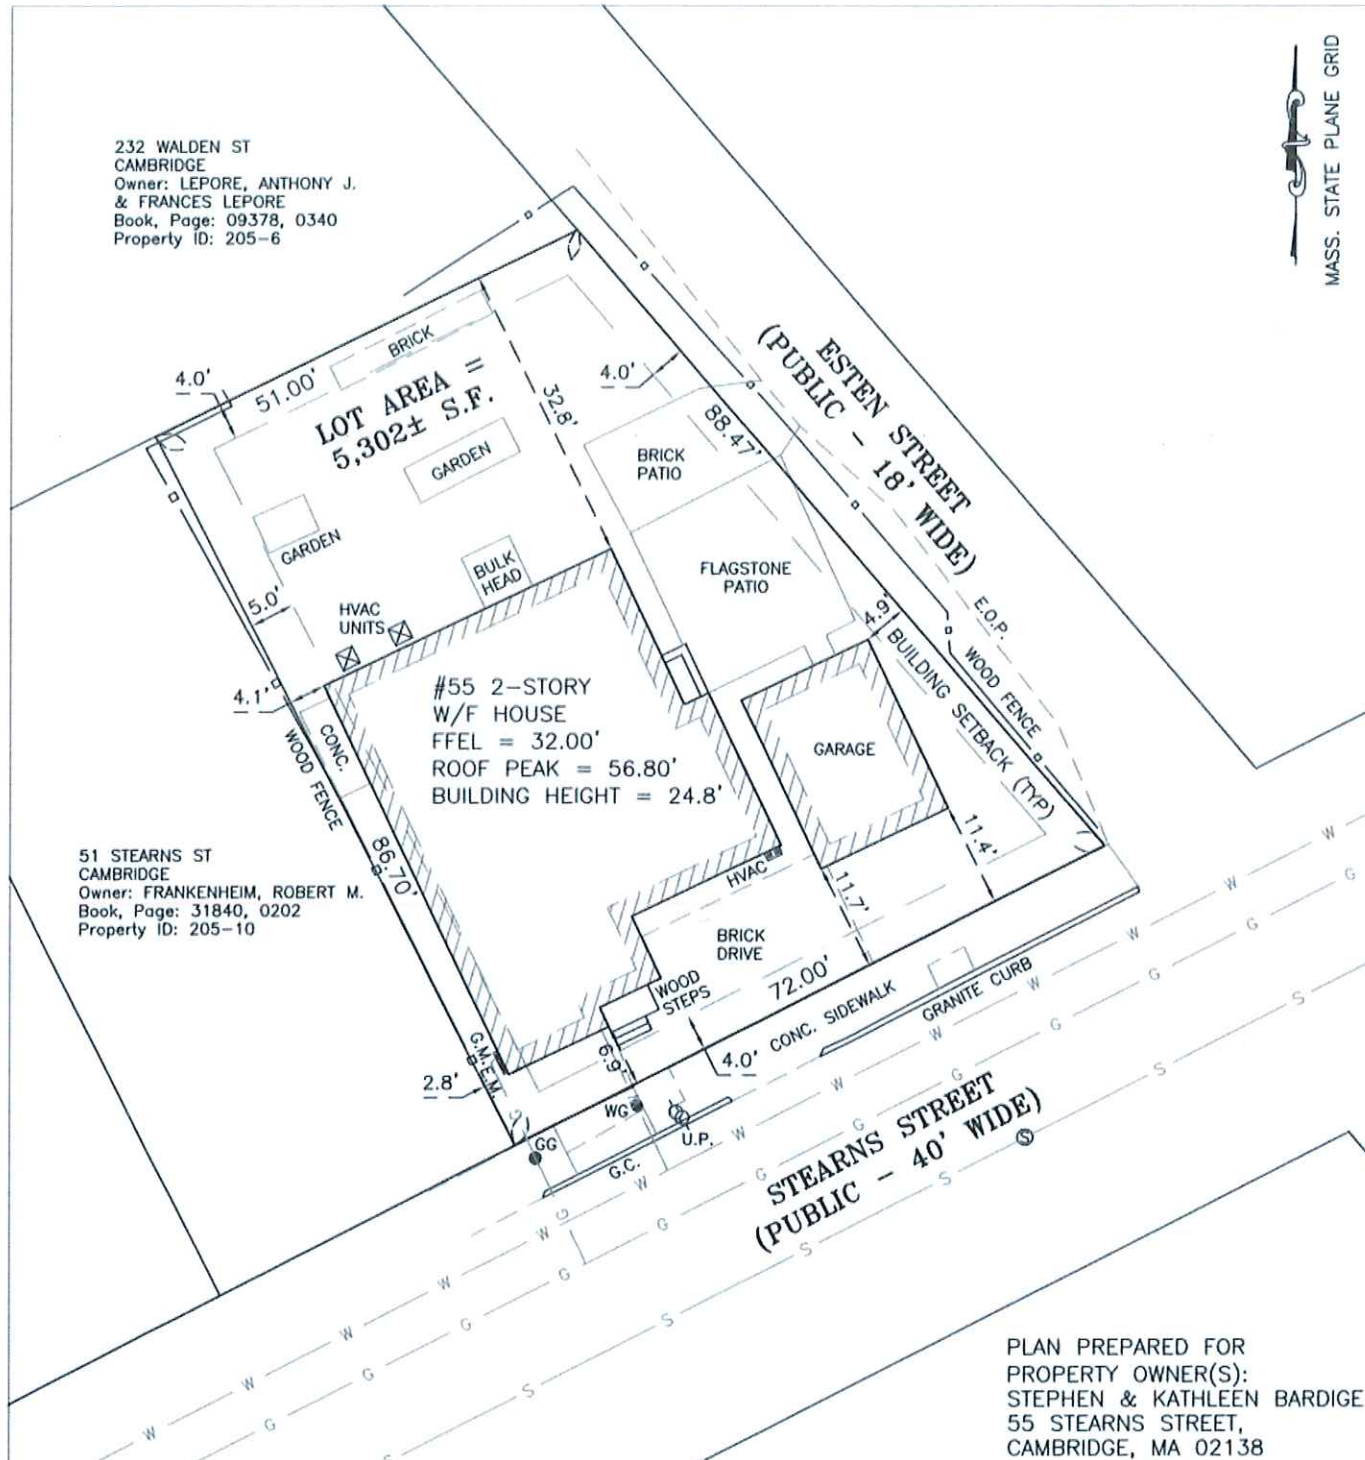 MASS. STATE PLANE GRID
232 WALDEN ST
CAMBRIDGE
Owner: LEPORE, ANTHONY J.
& FRANCES LEPORE
Book, Page: 09378, 0340
Property ID: 205-6
ESTEN STREET
(PUBLIC - 18' WIDE)
BRICK
4.0'
51.00'
LOT AREA =
5,302± S.F.
32.8'
4.0'
88.47'
GARDEN
BRICK
PATIO
GARDEN
BULK
HEAD
FLAGSTONE
PATIO
5.0'
HVAC
UNITS
4.9'
E.O.P.
WOOD FENCE
BUILDING SETBACK (TYP)
4.1'
CONC.
WOOD FENCE
#55 2-STORY
W/F HOUSE
FFEL = 32.00'
ROOF PEAK = 56.80'
BUILDING HEIGHT = 24.8'
GARAGE
11.4'
51 STEARNS ST
CAMBRIDGE
Owner: FRANKENHEIM, ROBERT M.
Book, Page: 31840, 0202
Property ID: 205-10
86.70'
HVAC
11.7'
BRICK
DRIVE
WOOD
STEPS
72.00'
CONC. SIDEWALK
GRANITE CURB
G.M.
E.M.
6.9'
4.0'
2.8'
WG
U.P.
GG
G.C.
STEARNS STREET
(PUBLIC - 40' WIDE)
S
W W W W W W W W W W
G G G G G G G G G
S S S S S S S
G
PLAN PREPARED FOR
PROPERTY OWNER(S):
STEPHEN & KATHLEEN BARDIGE
55 STEARNS STREET,
CAMBRIDGE, MA 02138